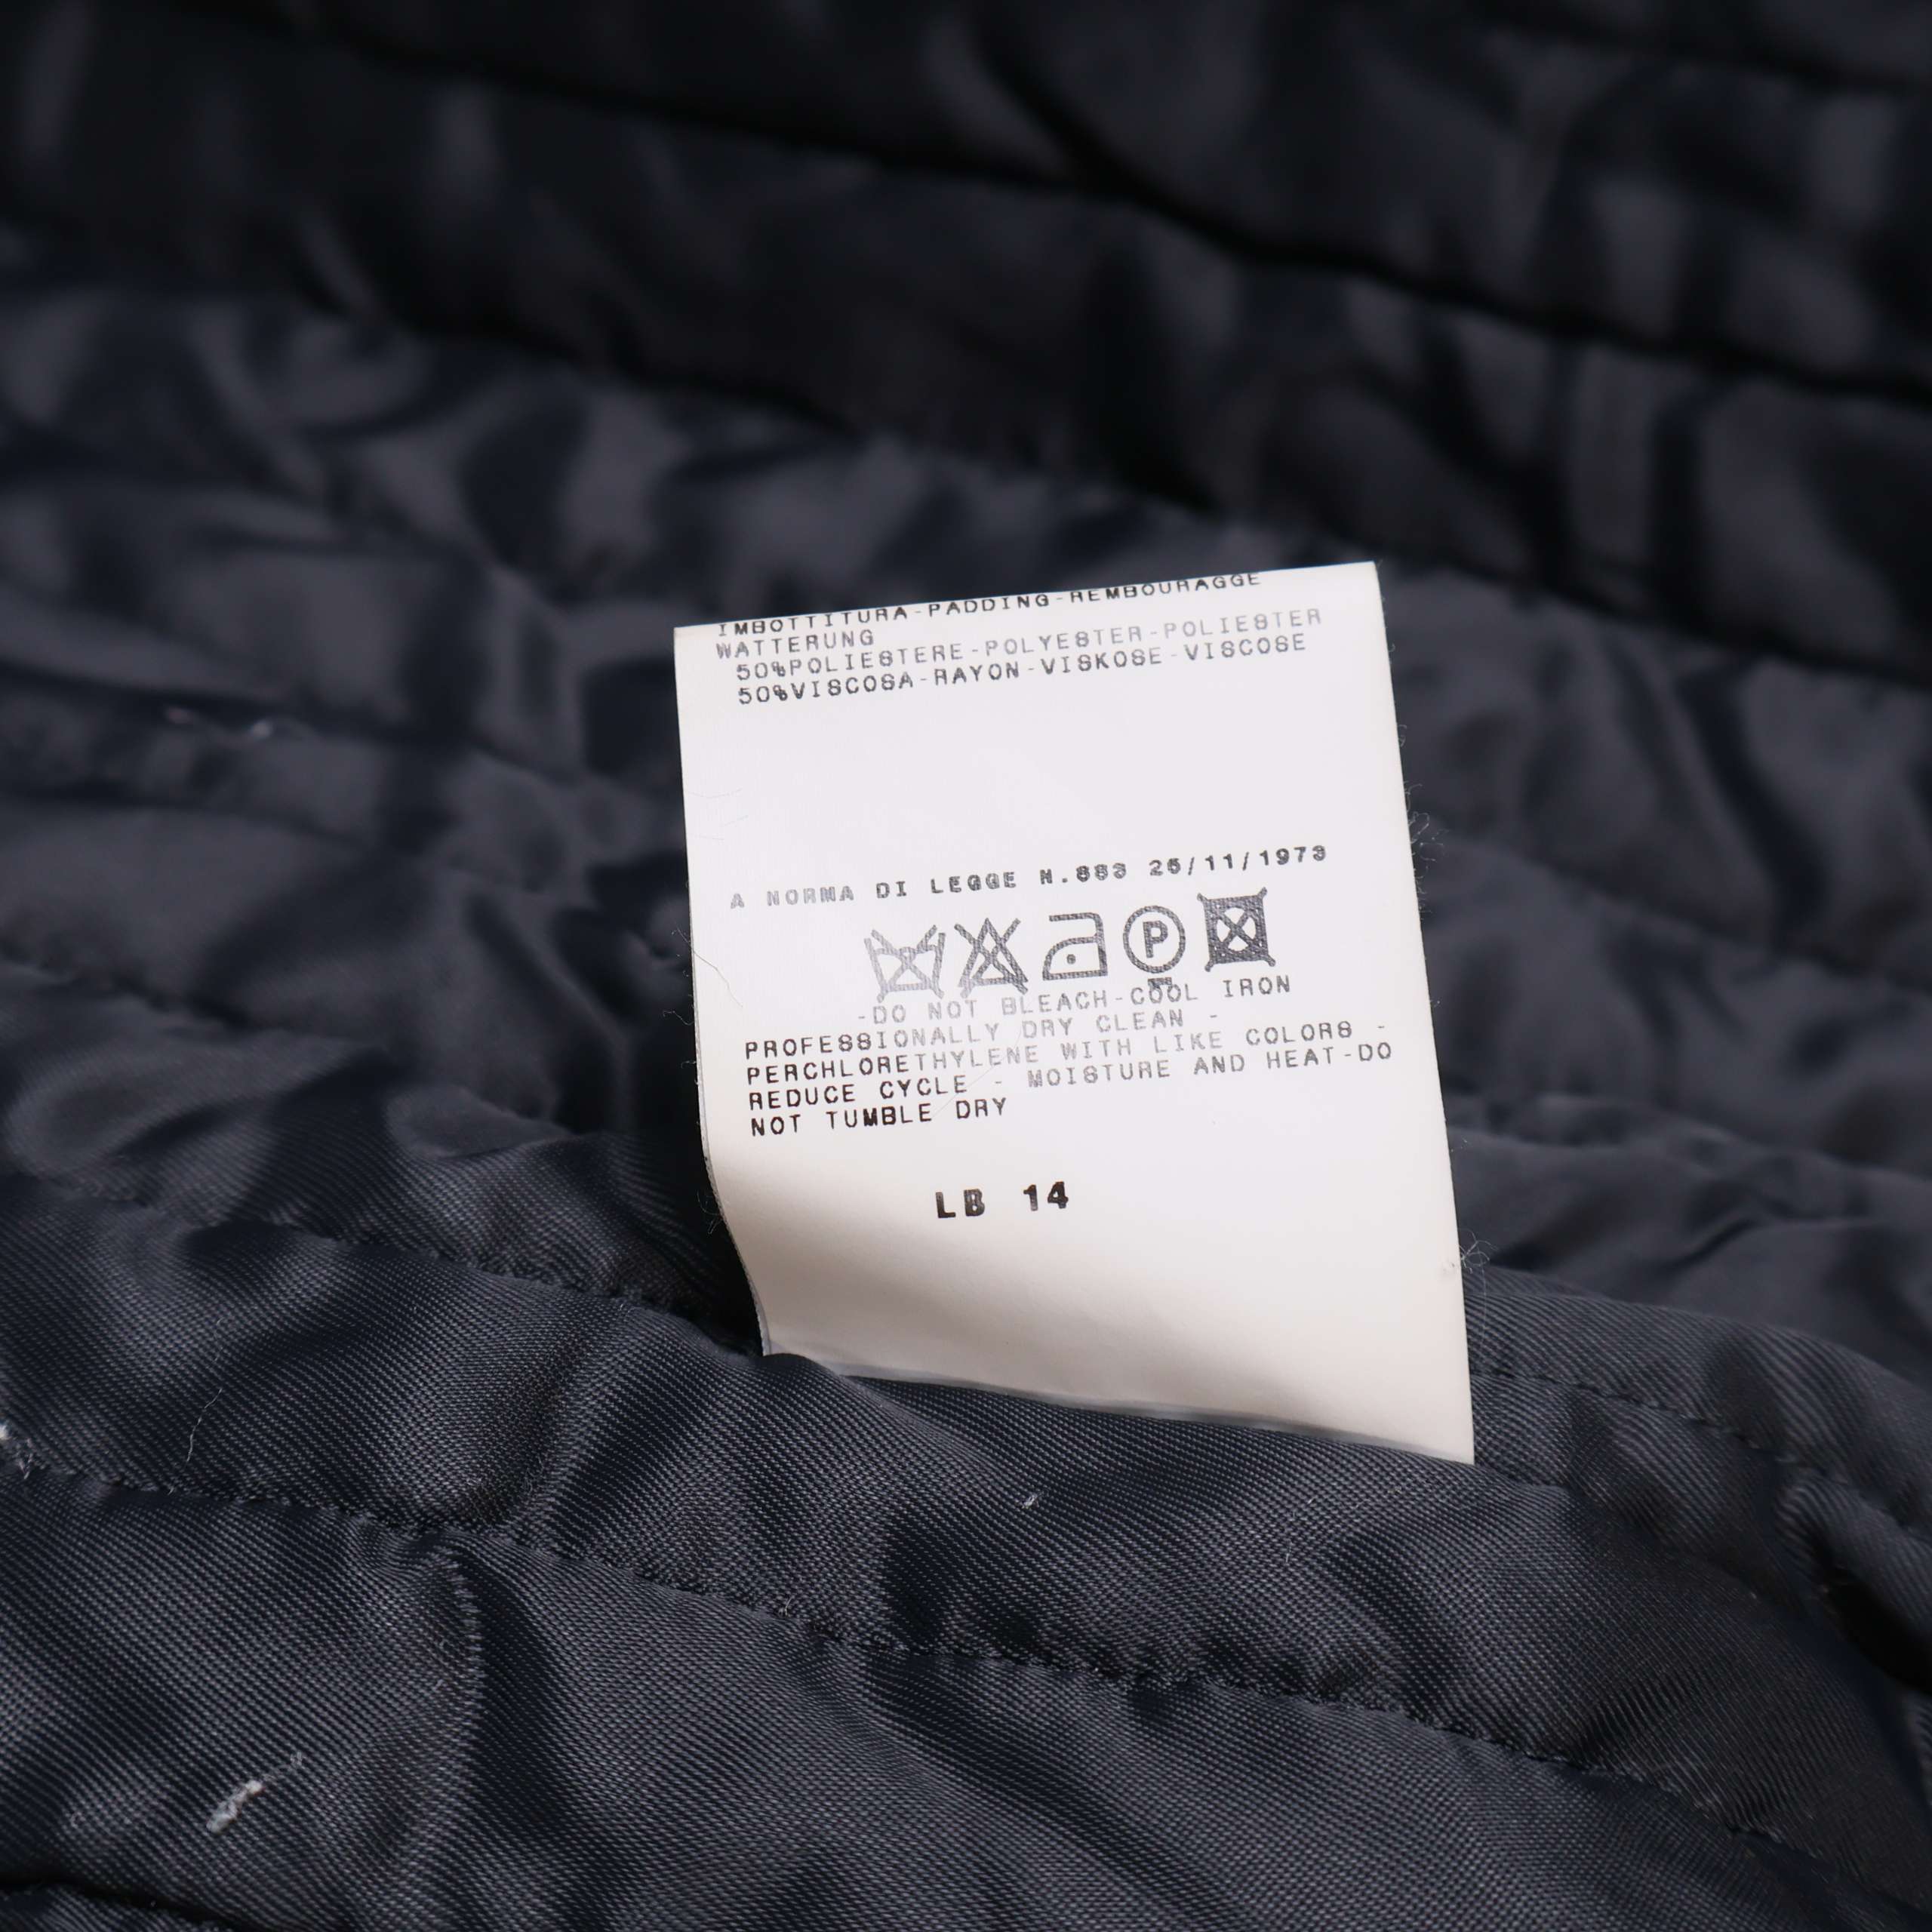 IMBOTTITURA-PADDING-REMBOURAGGE
WATTERUNG
50%POLIESTERE-POLYESTER-POLIESTER
50%VISCOSA-RAYON-VISKOSE-VISCOSE
A NORMA DI LEGGE N.883 26/11/1973
P
-DO NOT BLEACH-COOL IRON
PROFESSIONALLY DRY CLEAN -
PERCHLORETHYLENE WITH LIKE COLORS -
REDUCE CYCLE - MOISTURE AND HEAT-DO
NOT TUMBLE DRY
LB 14